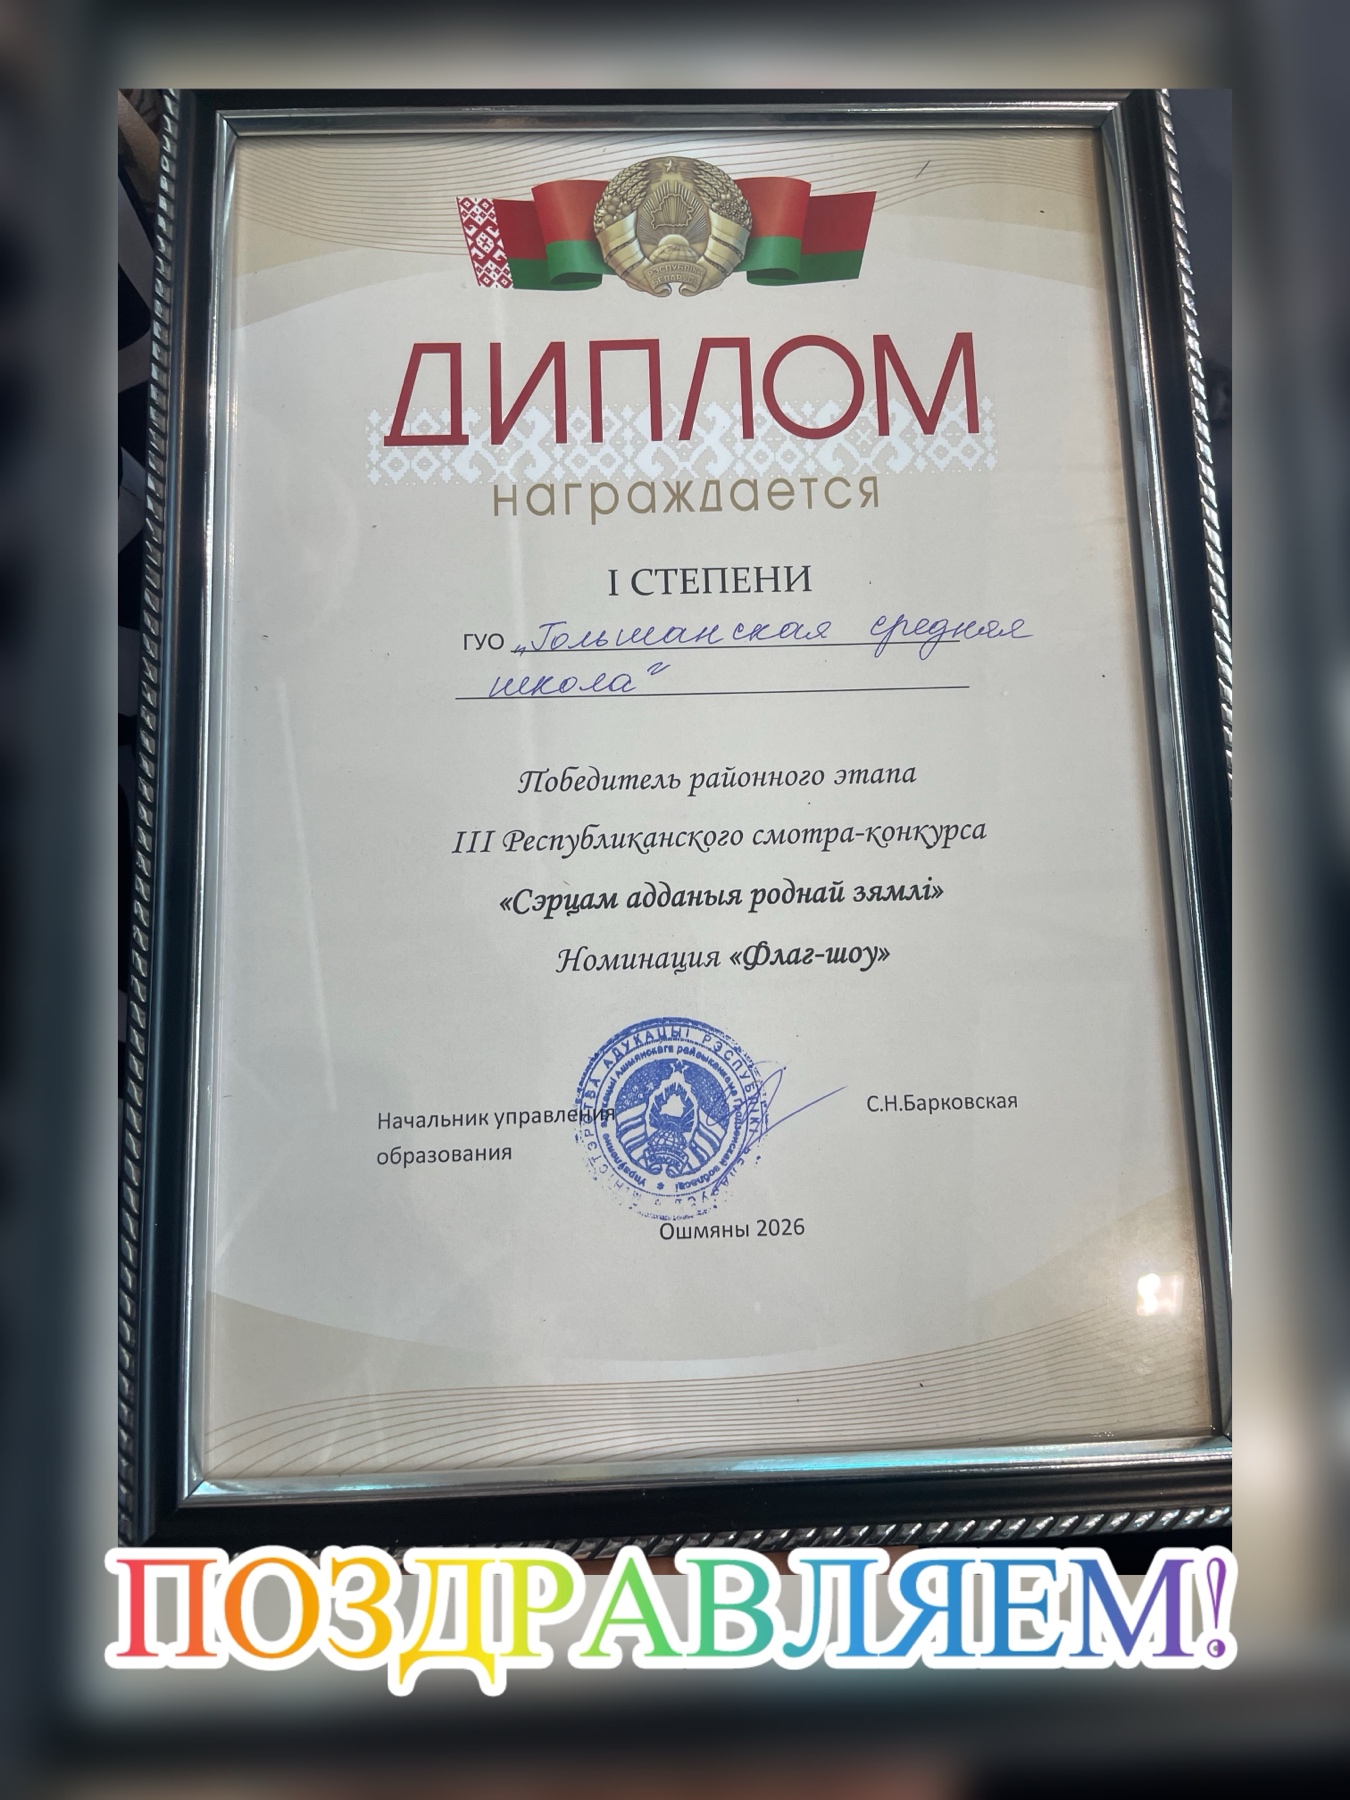 ДИПЛОМ
награждается
I СТЕПЕНИ
ГУО „Гольшанская средняя
школа“
Победитель районного этапа
III Республиканского смотра-конкурса
«Сэрцам адданыя роднай зямлі»
Номинация «Флаг-шоу»
Начальник управления
образования
С.Н.Барковская
Ошмяны 2026
ПОЗДРАВЛЯЕМ!